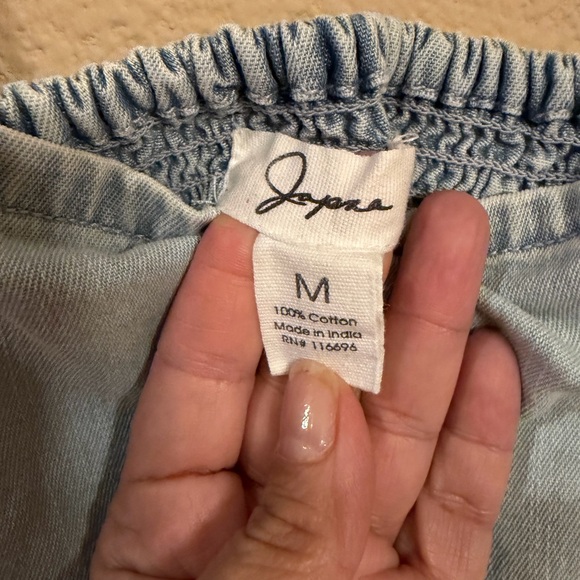 Japna
M
100% Cotton
Made in India
RN# 116696